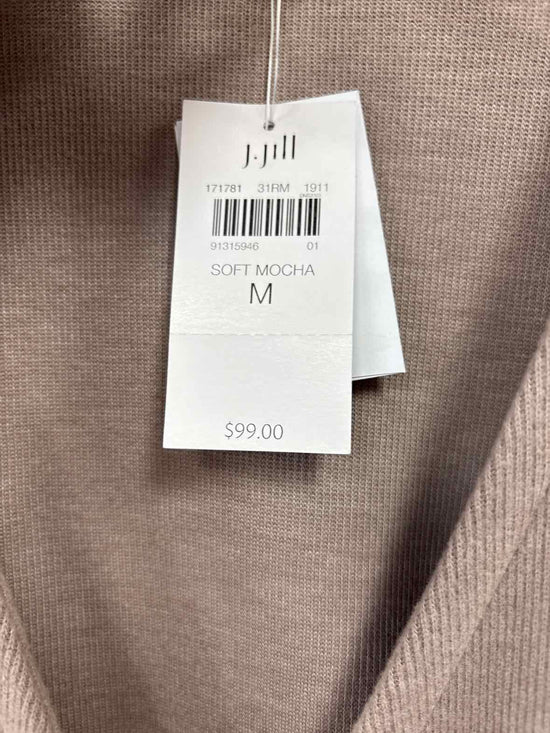 J.Jill
171781 31RM 1911
91315946 01
SOFT MOCHA
M
$99.00